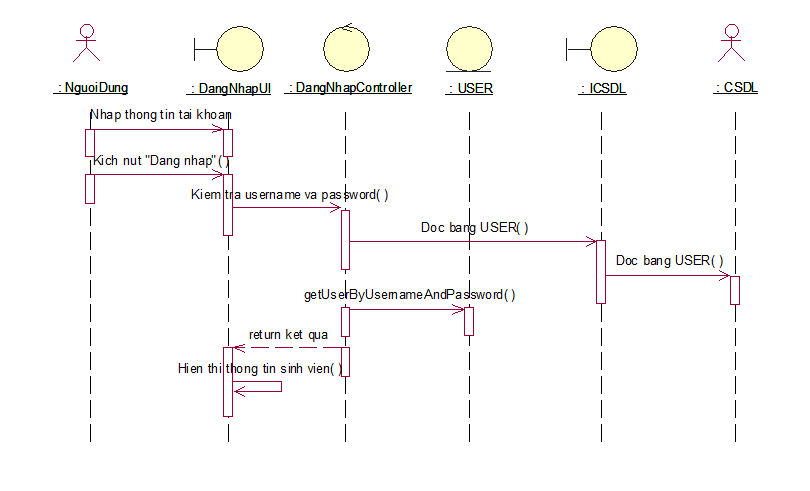 : NguoiDung
: DangNhapUI
: DangNhapController
: USER
: ICSDL
: CSDL
Nhap thong tin tai khoan
Kich nut "Dang nhap"( )
Kiem tra username va password( )
Doc bang USER( )
Doc bang USER( )
getUserByUsernameAndPassword( )
return ket qua
Hien thi thong tin sinh vien( )